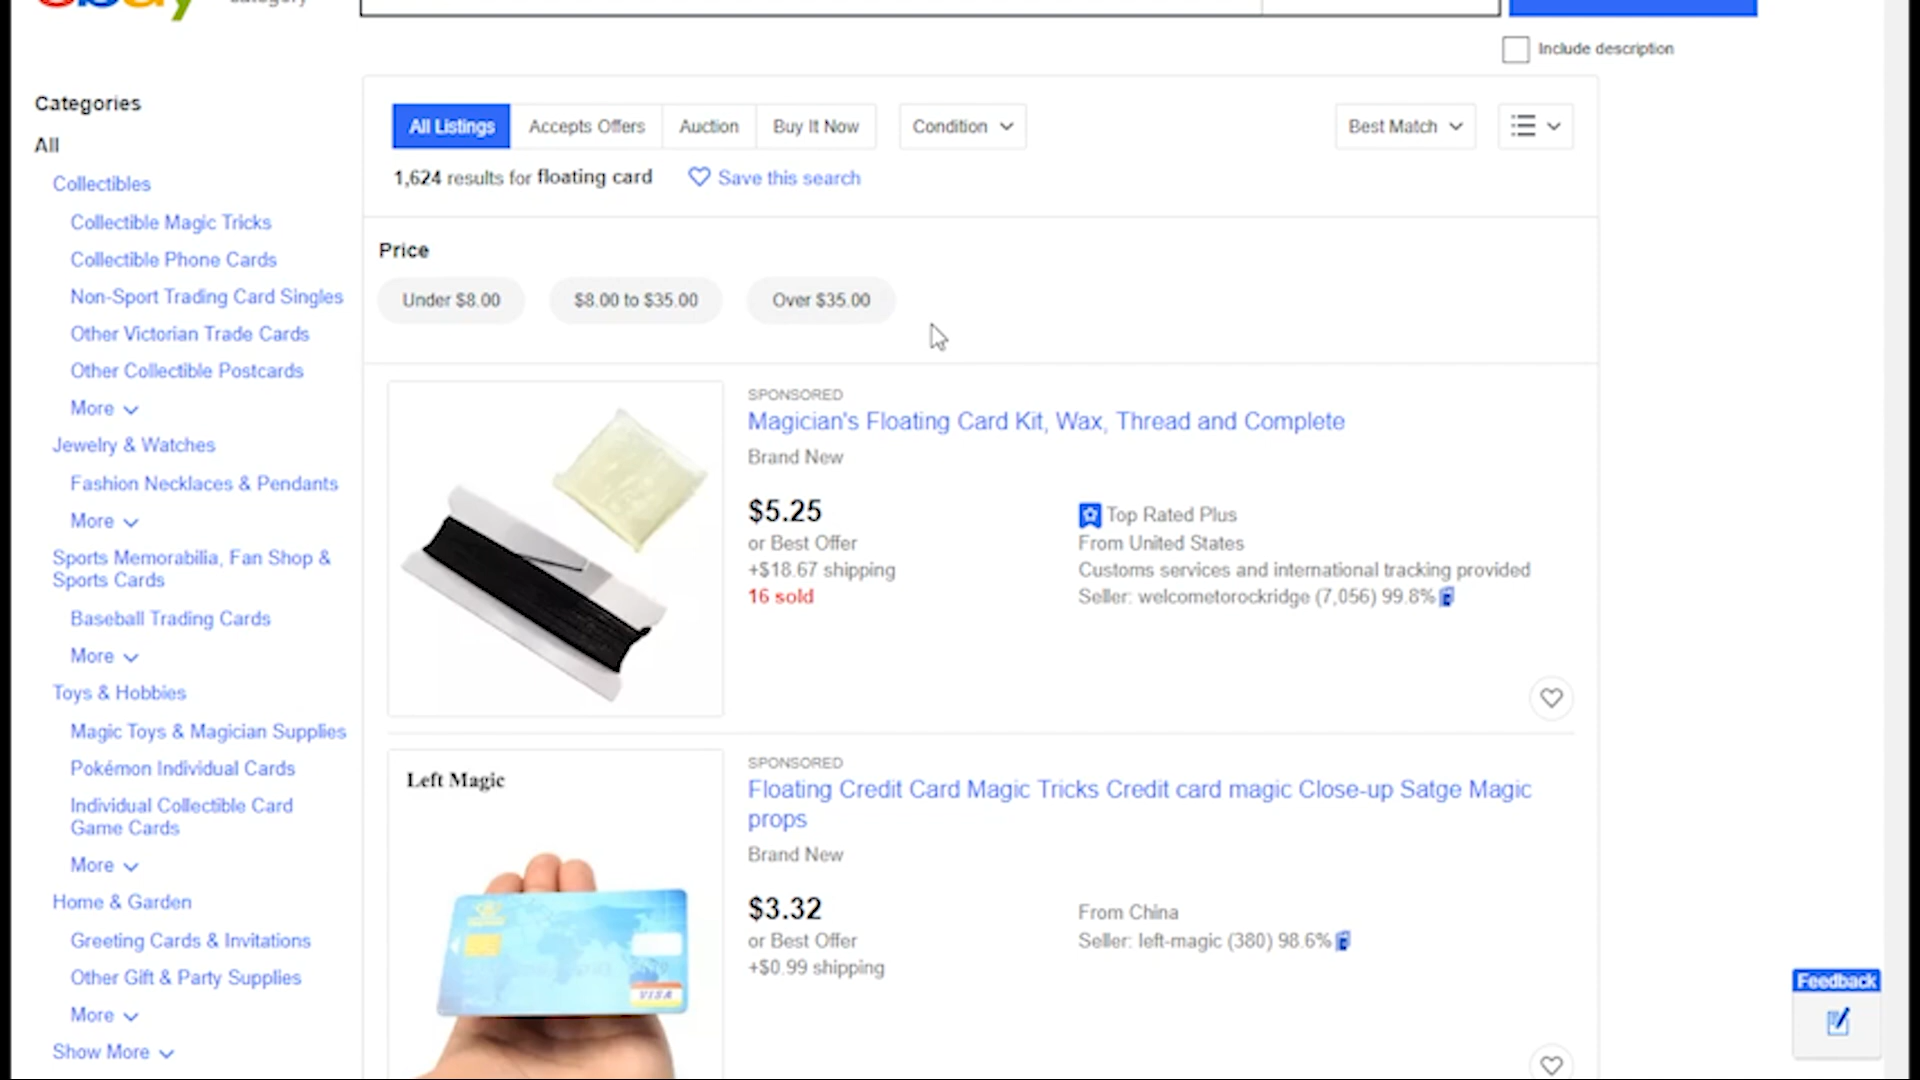 ebay
category
Include description
Categories
All
Collectibles
Collectible Magic Tricks
Collectible Phone Cards
Non-Sport Trading Card Singles
Other Victorian Trade Cards
Other Collectible Postcards
More
Jewelry & Watches
Fashion Necklaces & Pendants
More
Sports Memorabilia, Fan Shop &
Sports Cards
Baseball Trading Cards
More
Toys & Hobbies
Magic Toys & Magician Supplies
Pokémon Individual Cards
Individual Collectible Card
Game Cards
More
Home & Garden
Greeting Cards & Invitations
Other Gift & Party Supplies
More
Show More
All Listings Accepts Offers Auction Buy It Now Condition Best Match
1,624 results for floating card Save this search
Price
Under $8.00 $8.00 to $35.00 Over $35.00
SPONSORED
Magician's Floating Card Kit, Wax, Thread and Complete
Brand New
$5.25
or Best Offer
+$18.67 shipping
16 sold
Top Rated Plus
From United States
Customs services and international tracking provided
Seller: welcometorockridge (7,056) 99.8%
Left Magic
VISA
SPONSORED
Floating Credit Card Magic Tricks Credit card magic Close-up Satge Magic
props
Brand New
$3.32
or Best Offer
+$0.99 shipping
From China
Seller: left-magic (380) 98.6%
Feedback